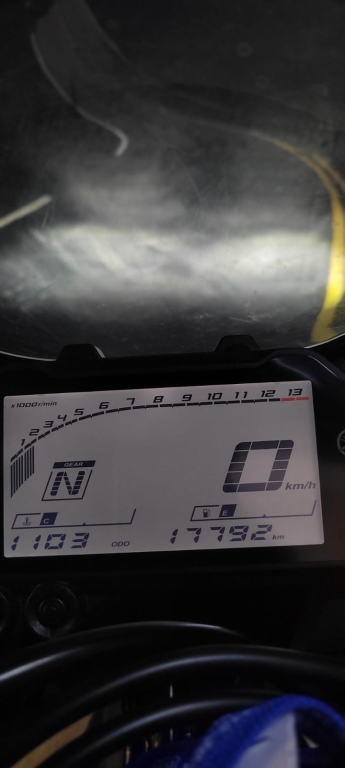 x1000r/min
1 2 3 4 5 6 7 8 9 10 11 12 13
GEAR
N
0 km/h
C E
1103 ODO 17792 km